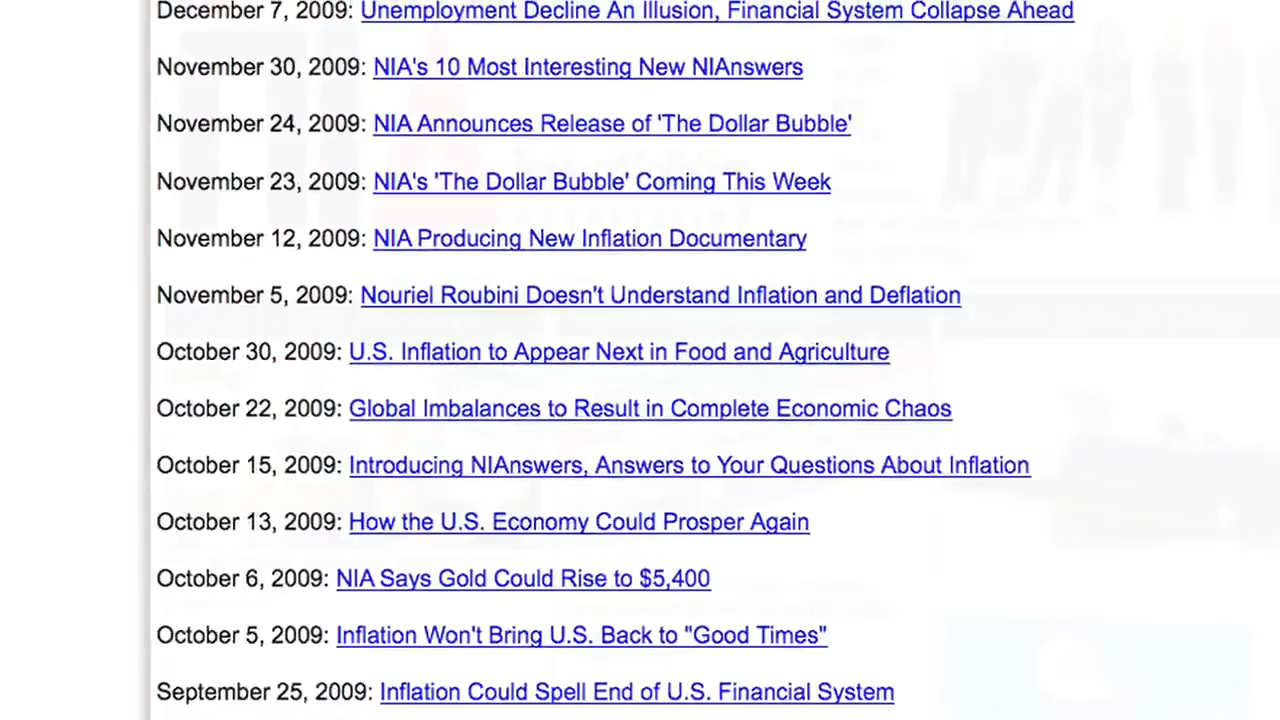 December 7, 2009: Unemployment Decline An Illusion, Financial System Collapse Ahead
November 30, 2009: NIA's 10 Most Interesting New NIAnswers
November 24, 2009: NIA Announces Release of 'The Dollar Bubble'
November 23, 2009: NIA's 'The Dollar Bubble' Coming This Week
November 12, 2009: NIA Producing New Inflation Documentary
November 5, 2009: Nouriel Roubini Doesn't Understand Inflation and Deflation
October 30, 2009: U.S. Inflation to Appear Next in Food and Agriculture
October 22, 2009: Global Imbalances to Result in Complete Economic Chaos
October 15, 2009: Introducing NIAnswers, Answers to Your Questions About Inflation
October 13, 2009: How the U.S. Economy Could Prosper Again
October 6, 2009: NIA Says Gold Could Rise to $5,400
October 5, 2009: Inflation Won't Bring U.S. Back to "Good Times"
September 25, 2009: Inflation Could Spell End of U.S. Financial System